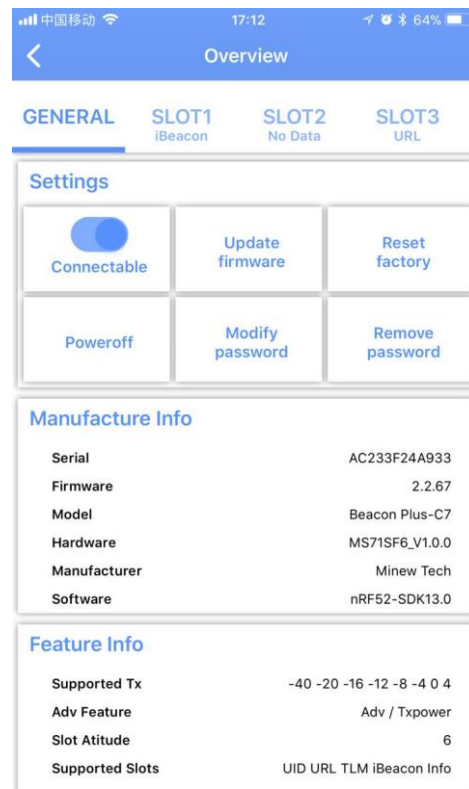 中国移动 17:12 64%
Overview
GENERAL SLOT1 SLOT2 SLOT3
iBeacon No Data URL
Settings
Connectable
Update
firmware
Reset
factory
Poweroff
Modify
password
Remove
password
Manufacture Info
Serial AC233F24A933
Firmware 2.2.67
Model Beacon Plus-C7
Hardware MS71SF6_V1.0.0
Manufacturer Minew Tech
Software nRF52-SDK13.0
Feature Info
Supported Tx -40 -20 -16 -12 -8 -4 0 4
Adv Feature Adv / Txpower
Slot Atitude 6
Supported Slots UID URL TLM iBeacon Info